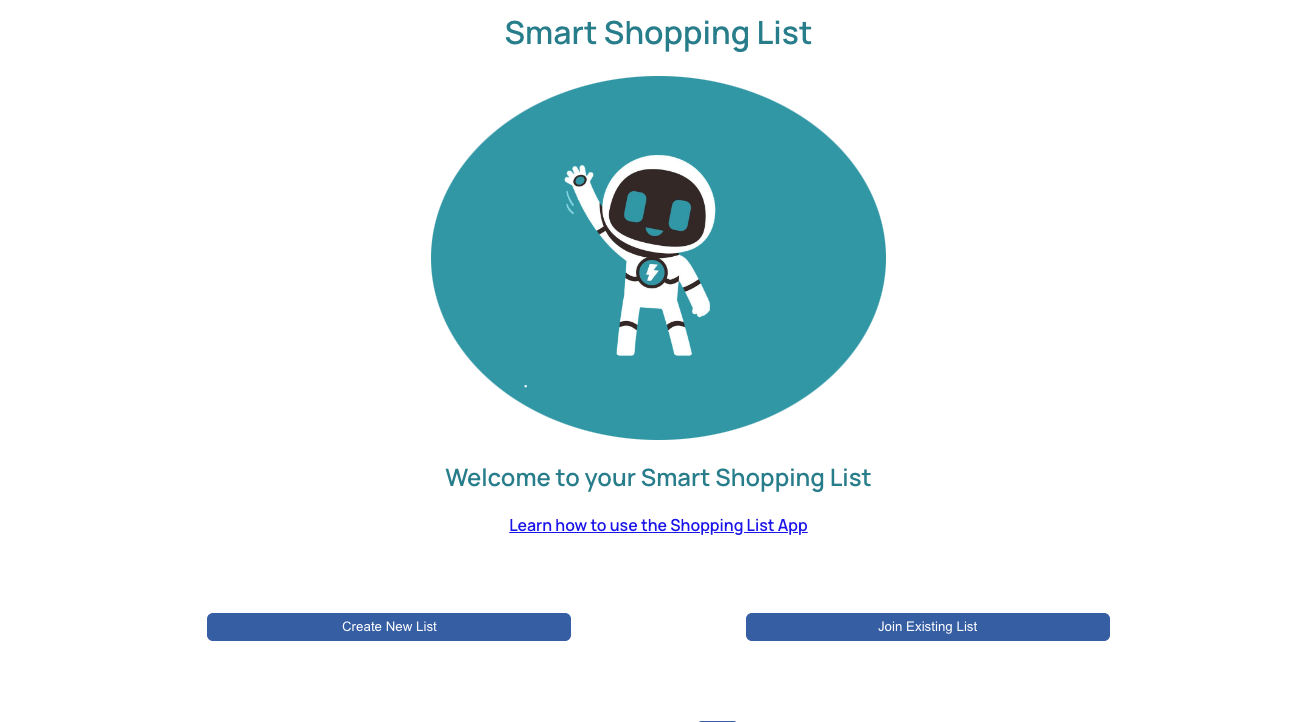 Smart Shopping List
Welcome to your Smart Shopping List
Learn how to use the Shopping List App
Create New List
Join Existing List